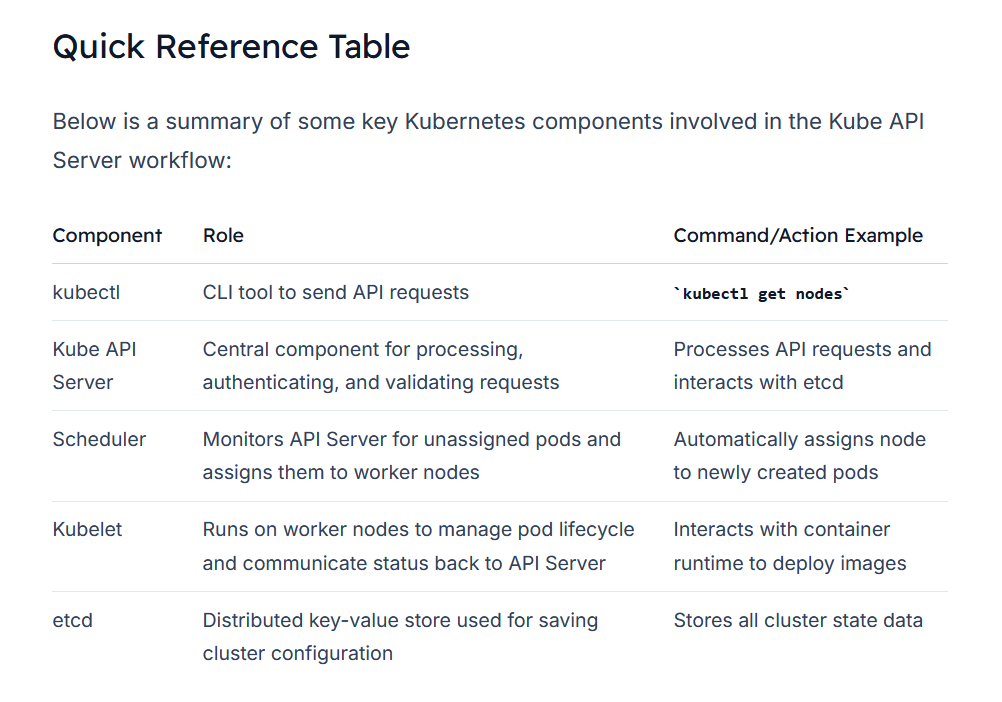 Quick Reference Table
Below is a summary of some key Kubernetes components involved in the Kube API
Server workflow:
Component Role Command/Action Example
kubectl CLI tool to send API requests `kubectl get nodes`
Kube API Central component for processing, Processes API requests and
Server authenticating, and validating requests interacts with etcd
Scheduler Monitors API Server for unassigned pods and Automatically assigns node
assigns them to worker nodes to newly created pods
Kubelet Runs on worker nodes to manage pod lifecycle Interacts with container
and communicate status back to API Server runtime to deploy images
etcd Distributed key-value store used for saving Stores all cluster state data
cluster configuration